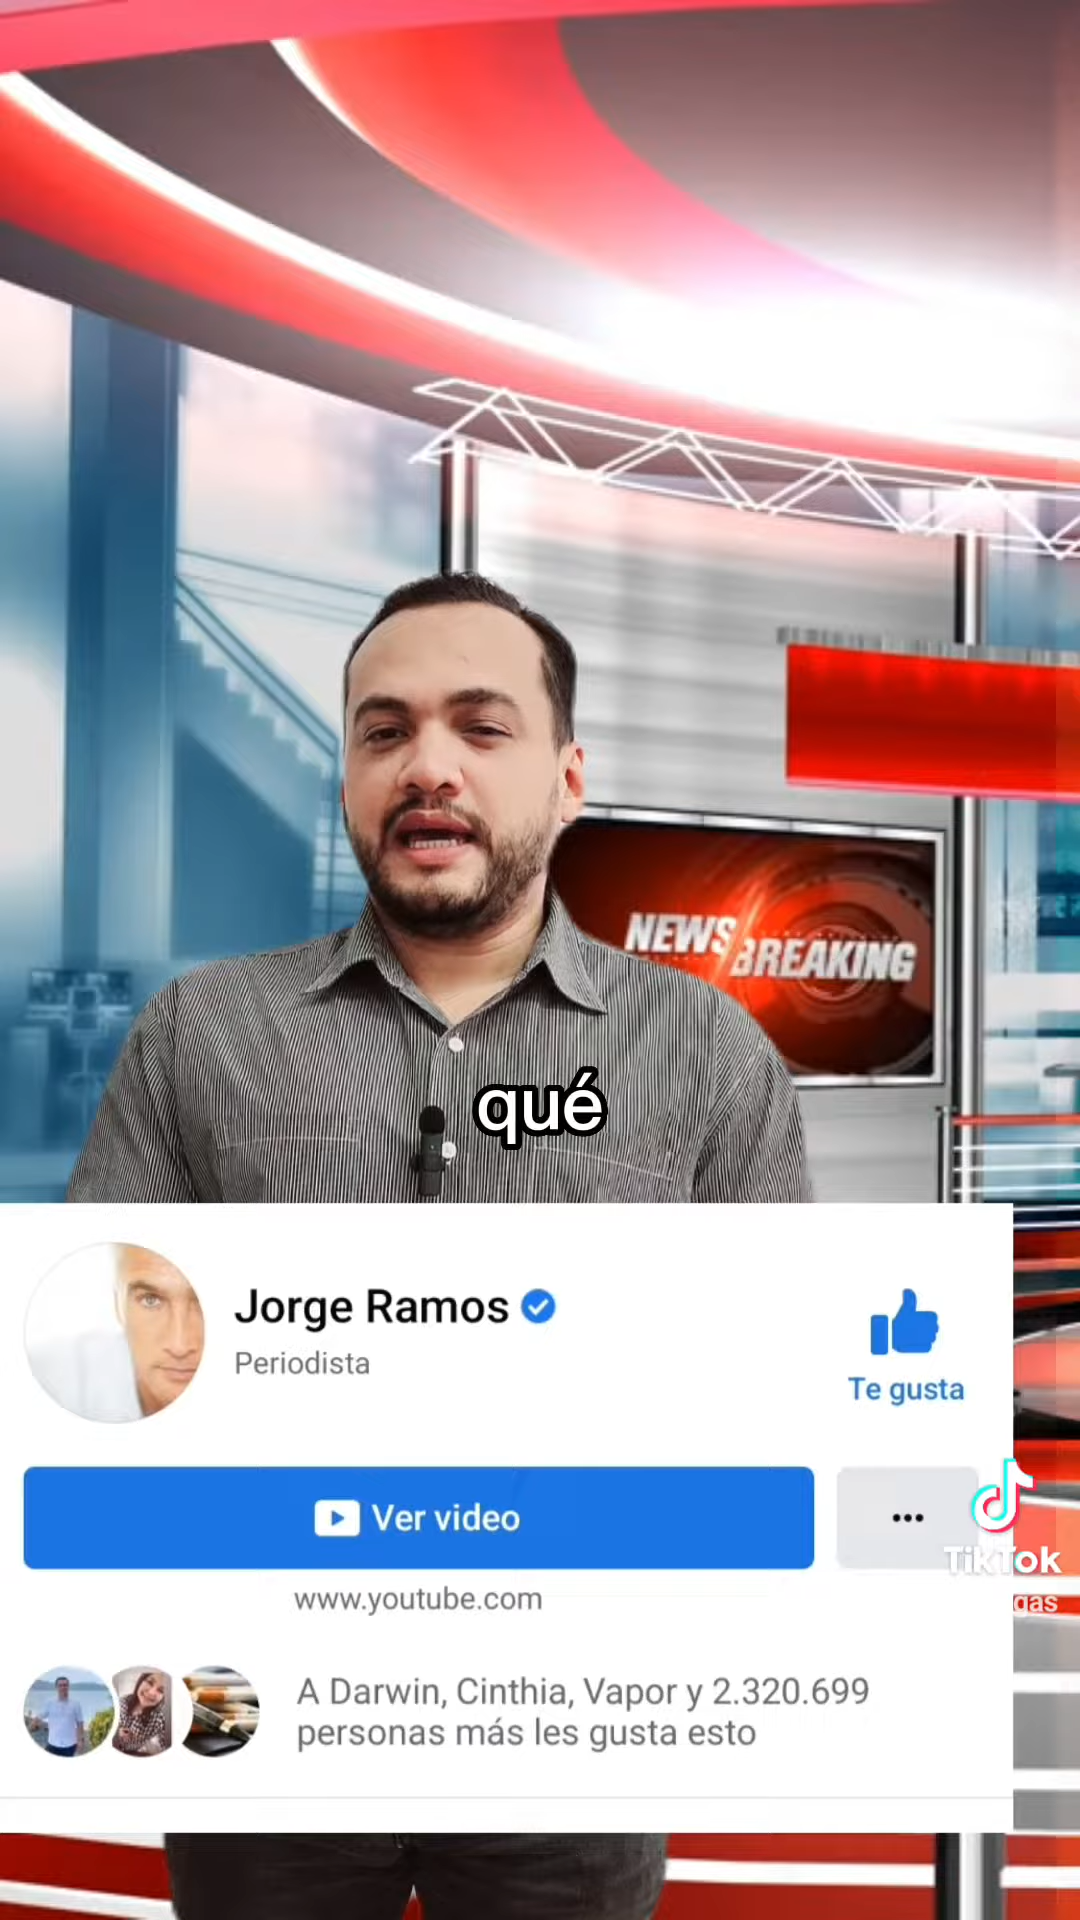 NEWS
BREAKING
qué
Jorge Ramos
Periodista
Te gusta
Ver video
...
www.youtube.com
TikTok
gas
A Darwin, Cinthia, Vapor y 2.320.699
personas más les gusta esto